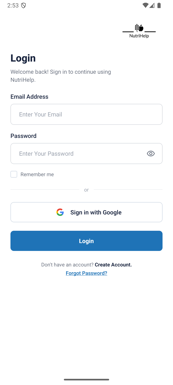 2:53
NutriHelp
Login
Welcome back! Sign in to continue using
NutriHelp.
Email Address
Enter Your Email
Password
Enter Your Password
Remember me
or
Sign in with Google
Login
Don't have an account? Create Account.
Forgot Password?